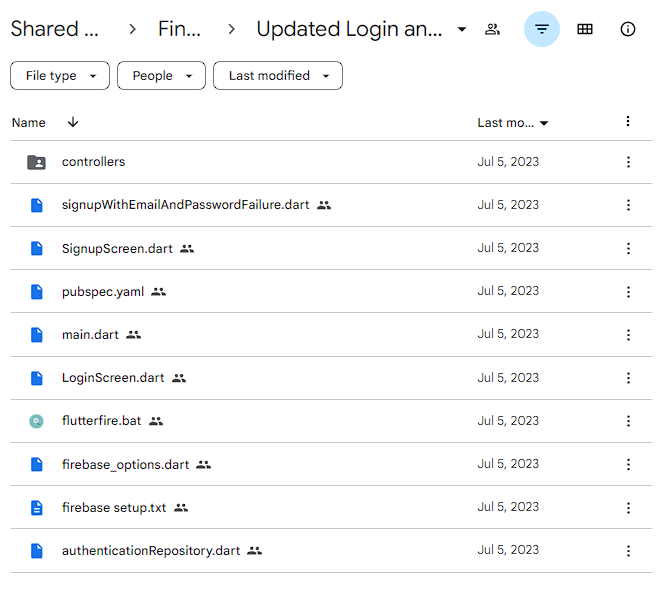 Shared ... > Fin... > Updated Login an...
File type People Last modified
Name Last mo...
controllers Jul 5, 2023
signupWithEmailAndPasswordFailure.dart Jul 5, 2023
SignupScreen.dart Jul 5, 2023
pubspec.yaml Jul 5, 2023
main.dart Jul 5, 2023
LoginScreen.dart Jul 5, 2023
flutterfire.bat Jul 5, 2023
firebase_options.dart Jul 5, 2023
firebase setup.txt Jul 5, 2023
authenticationRepository.dart Jul 5, 2023